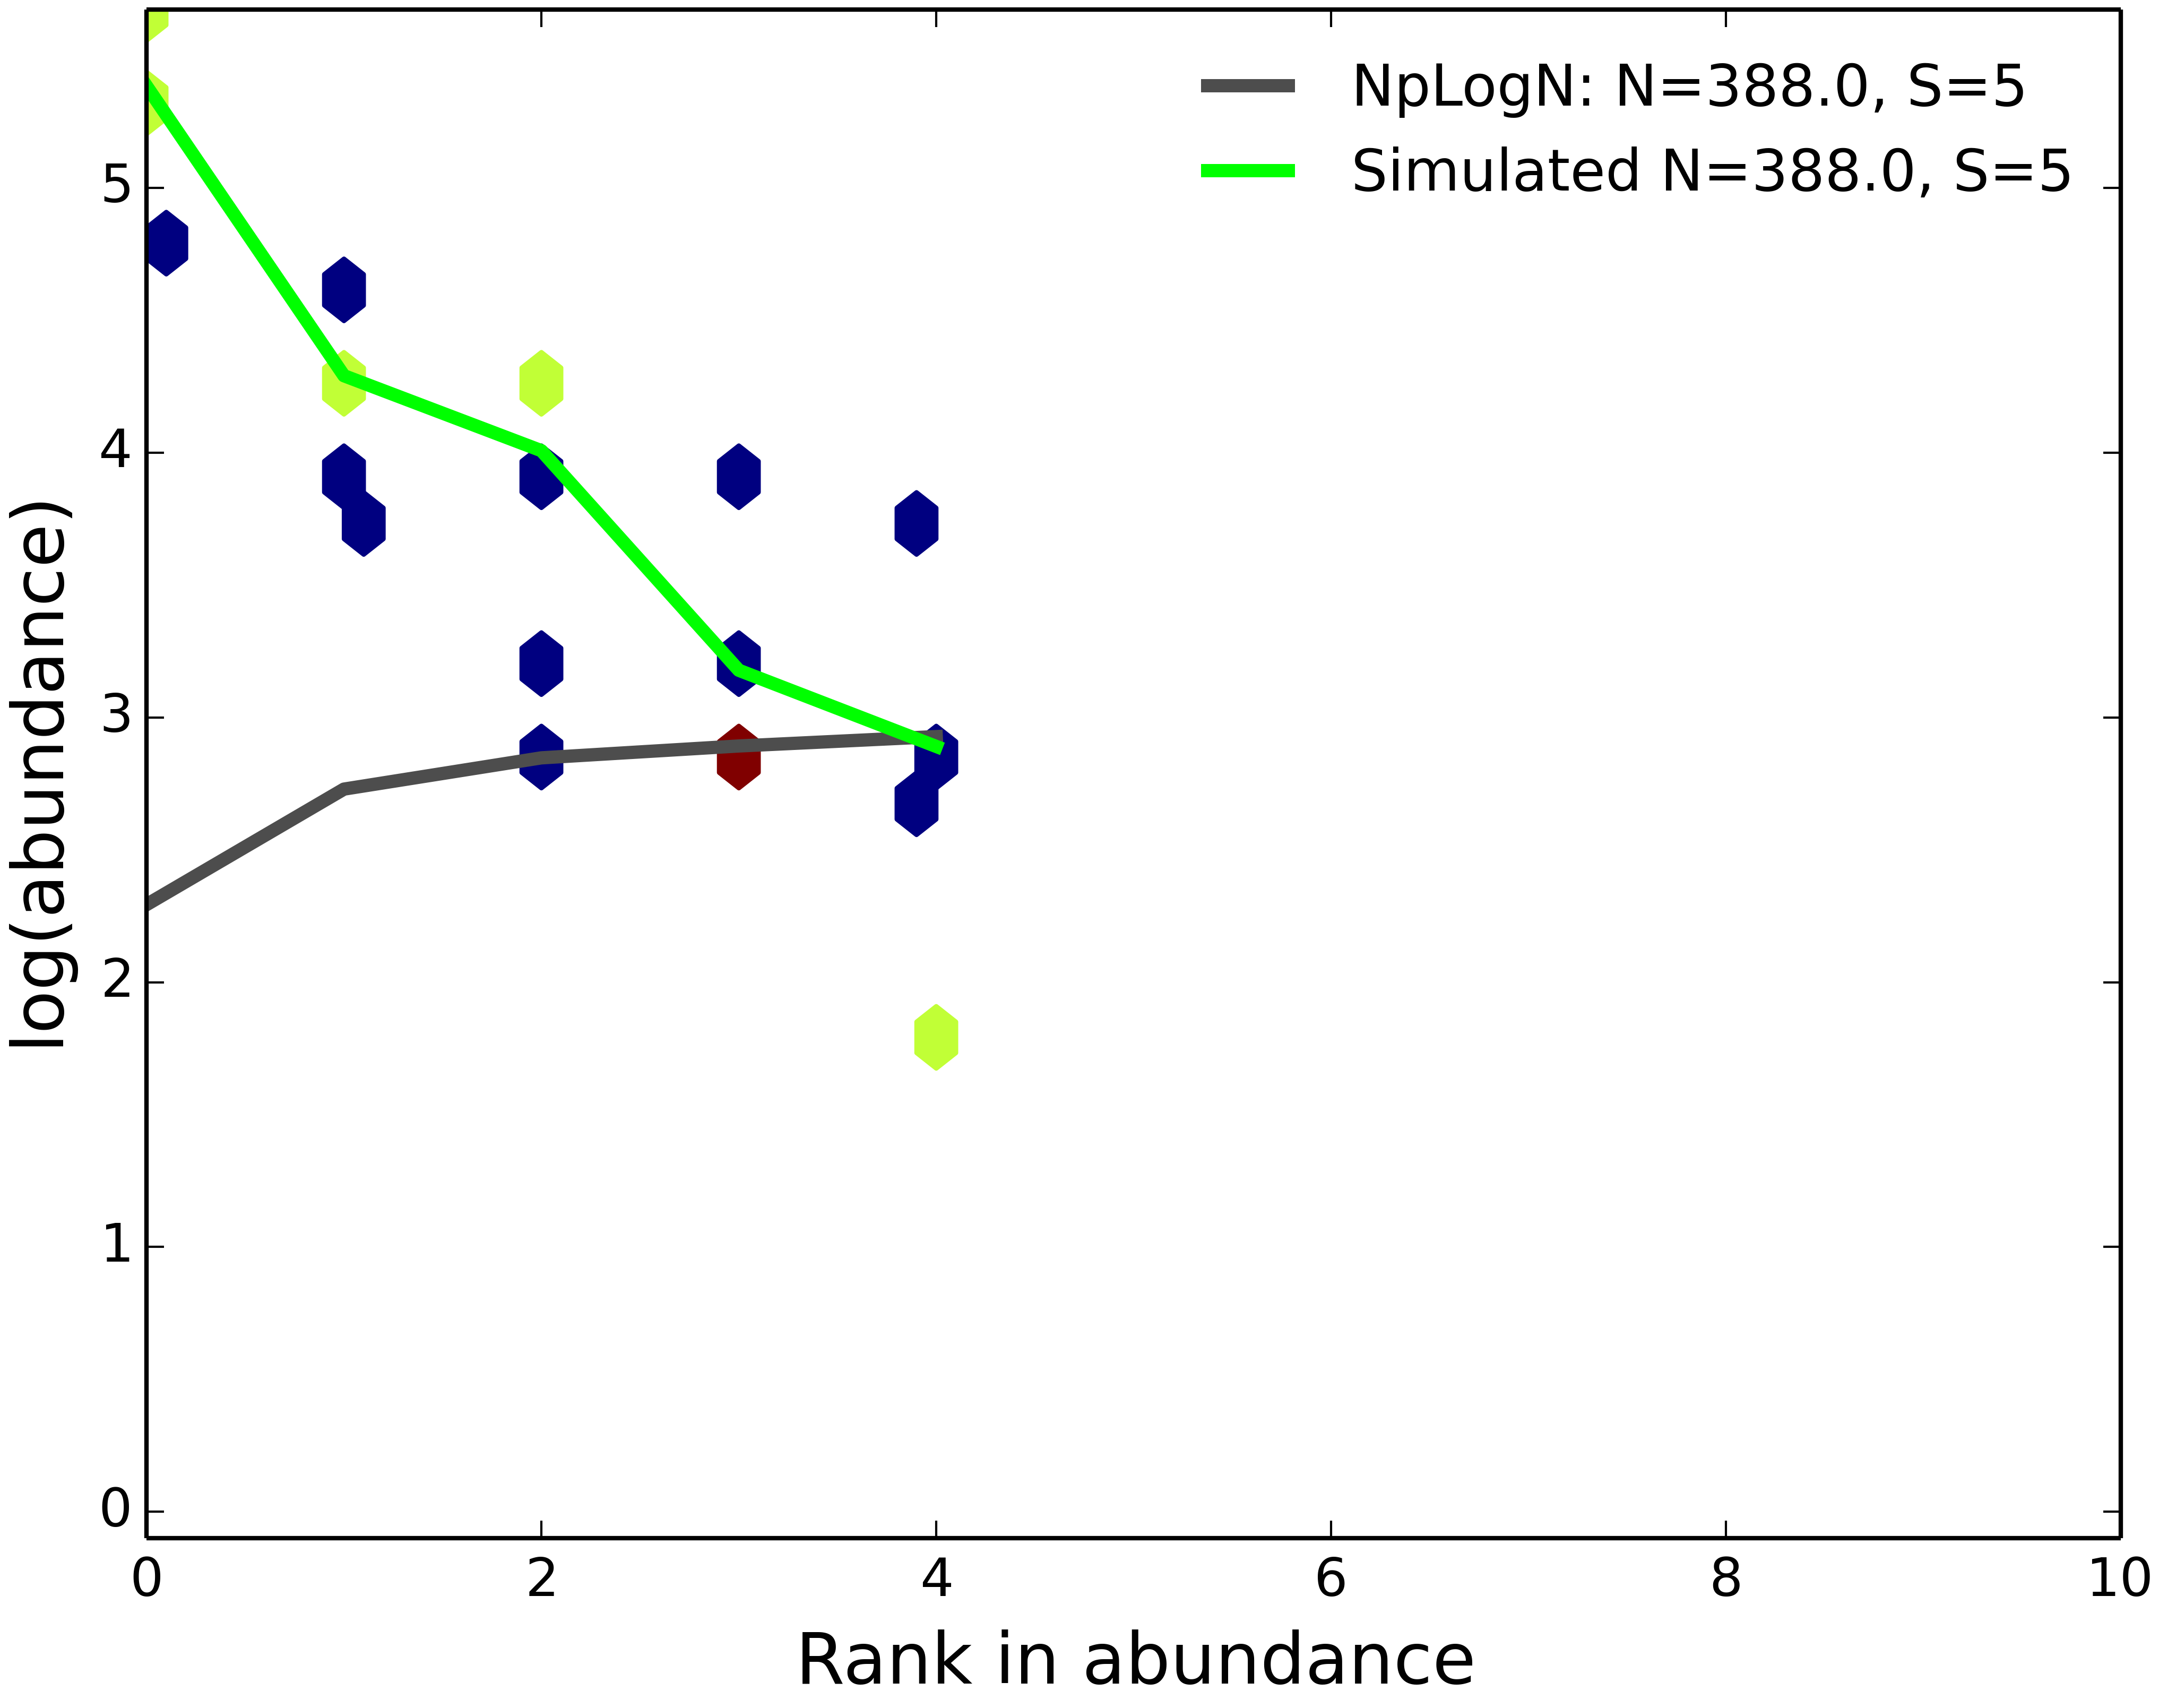 NpLogN: N=388.0, S=5
Simulated N=388.0, S=5
log(abundance)
5
4
3
2
1
0
0 2 4 6 8 10
Rank in abundance